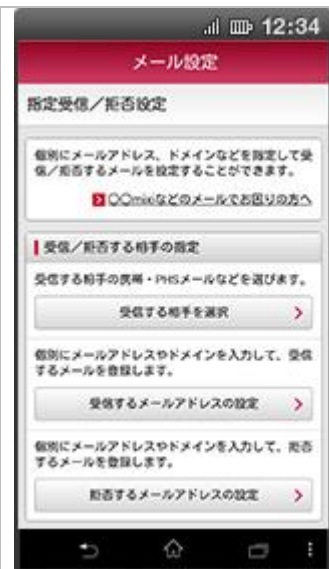 12:34
メール設定
指定受信／拒否設定
個別にメールアドレス、ドメインなどを指定して受
信／拒否するメールを設定することができます。
〇〇mixiなどのメールでお困りの方へ
受信／拒否する相手の指定
受信する相手の携帯・PHSメールなどを選びます。
受信する相手を選択
個別にメールアドレスやドメインを入力して、受信
するメールを登録します。
受信するメールアドレスの設定
個別にメールアドレスやドメインを入力して、拒否
するメールを登録します。
拒否するメールアドレスの設定